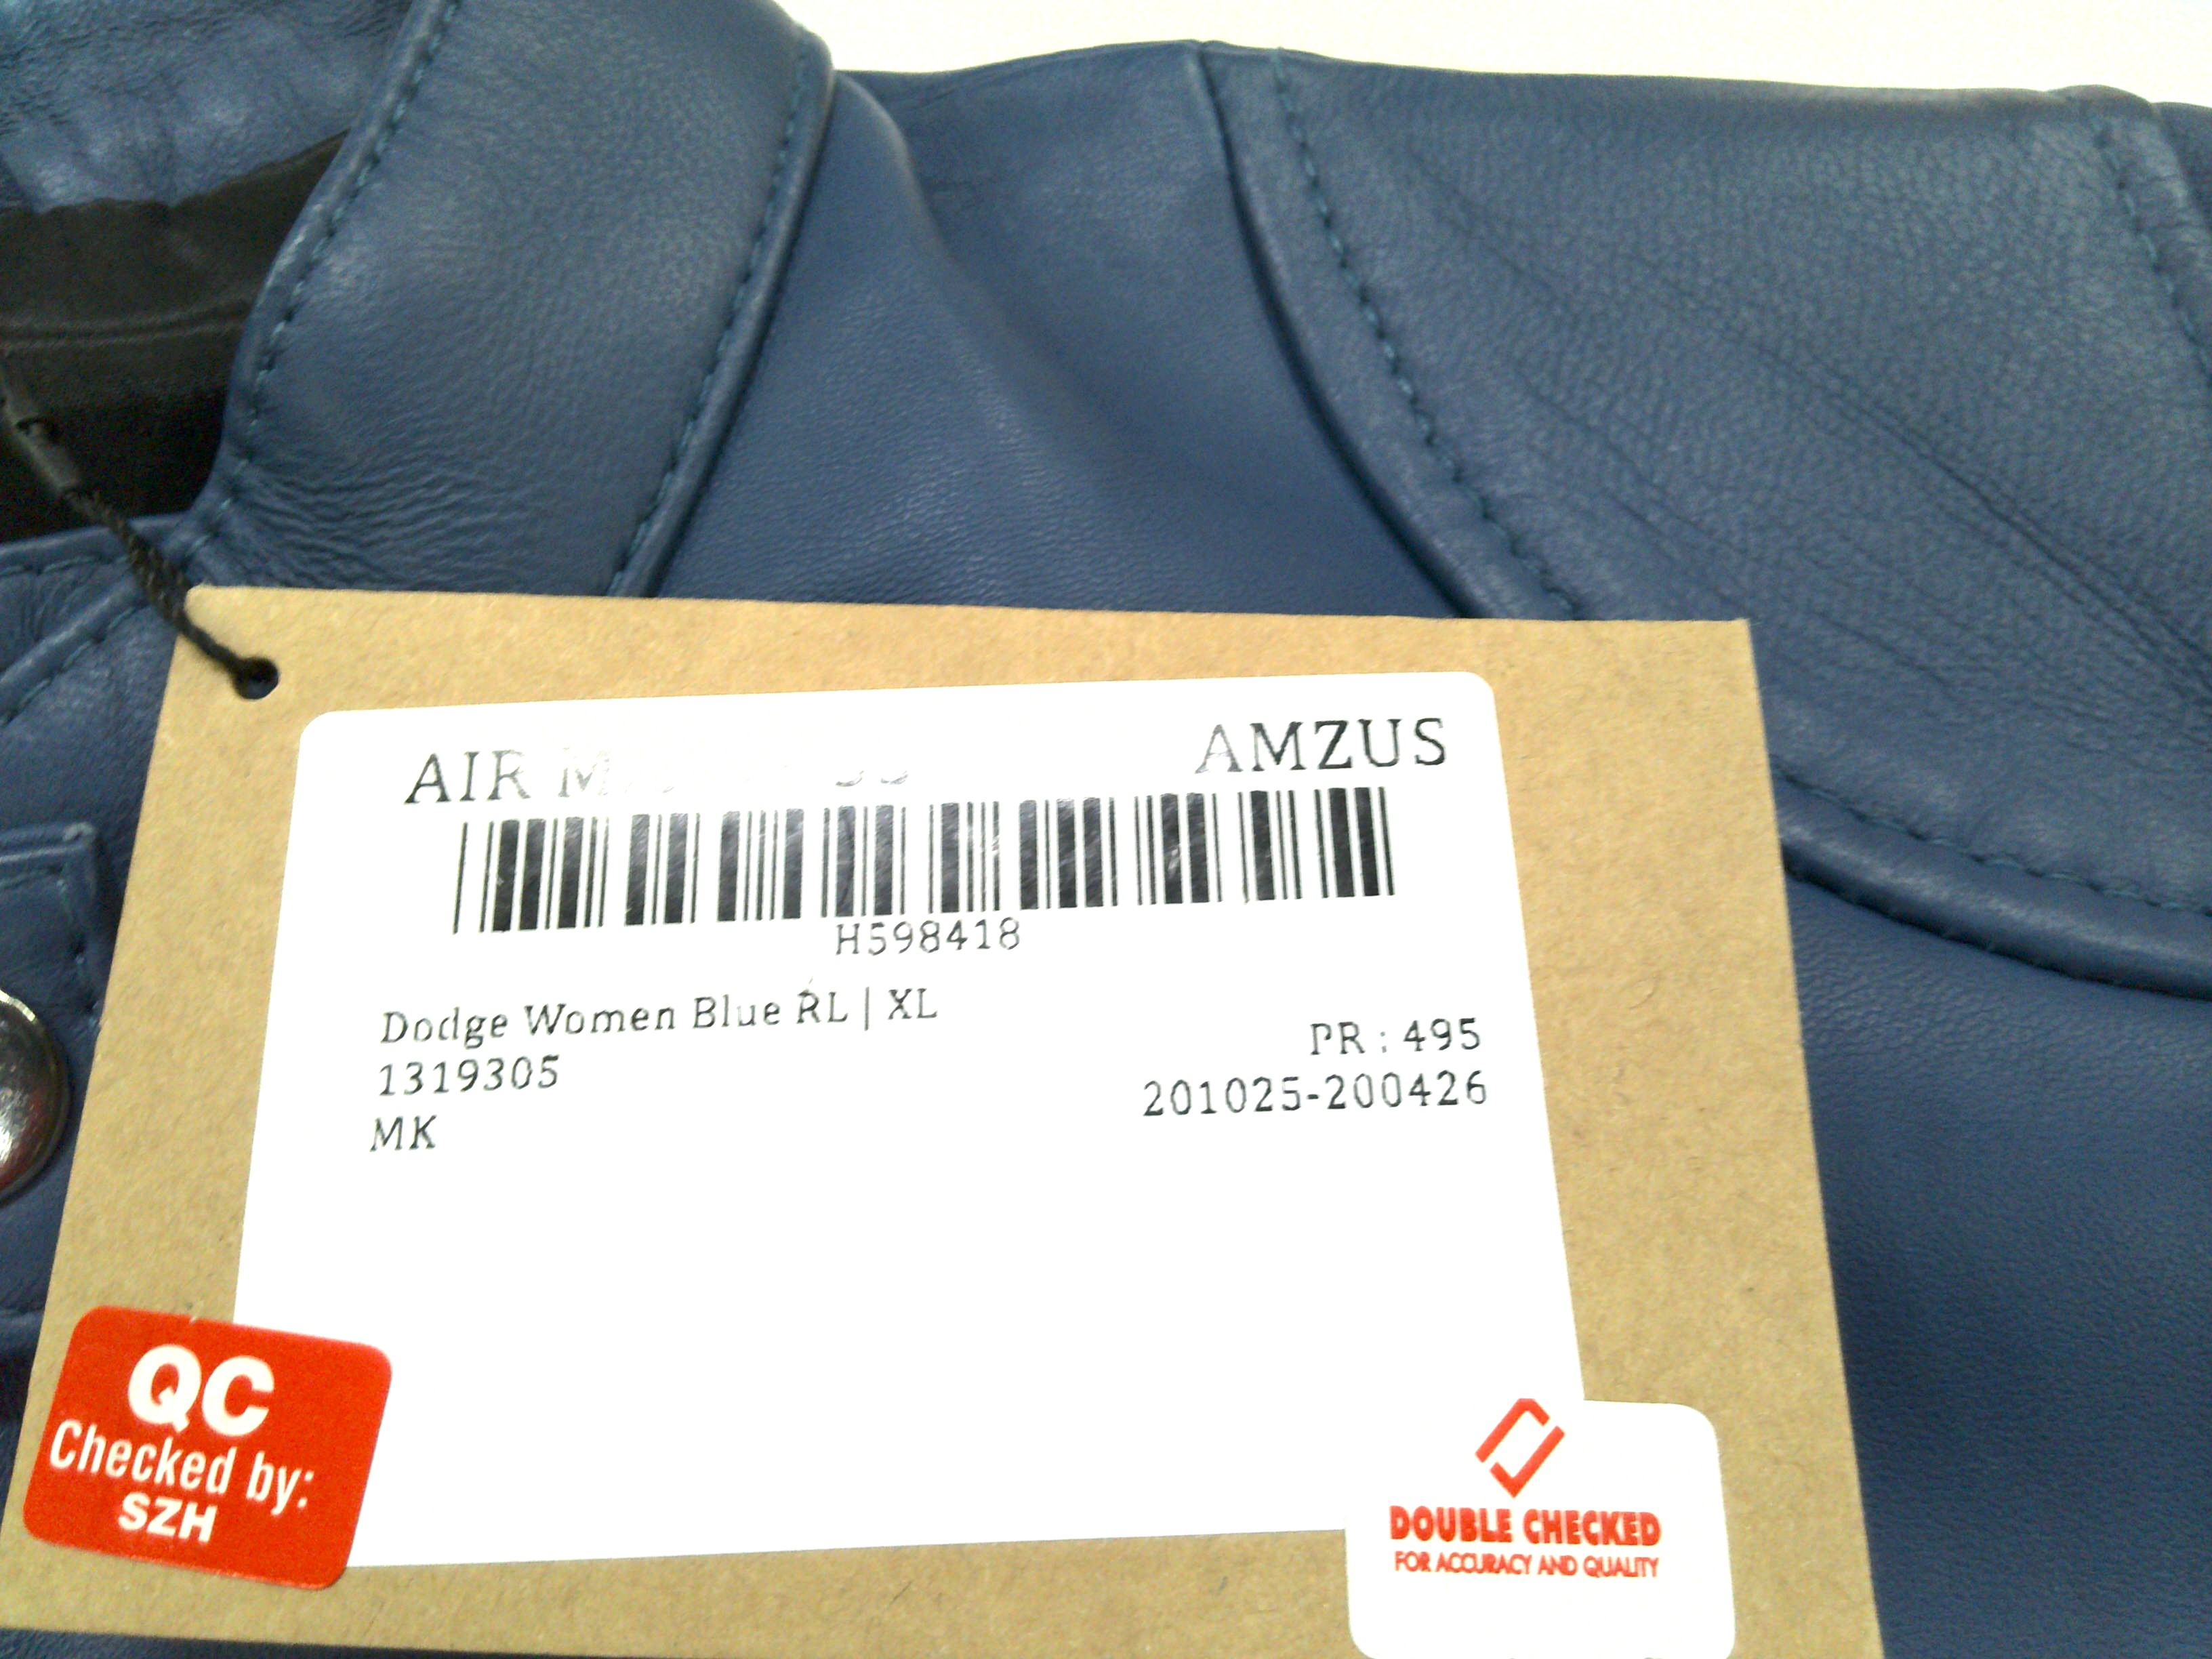 AIR AMZUS
H598418
Dodge Women Blue RL | XL
1319305 PR : 495
MK 201025-200426
QC
Checked by:
SZH
DOUBLE CHECKED
FOR ACCURACY AND QUALITY